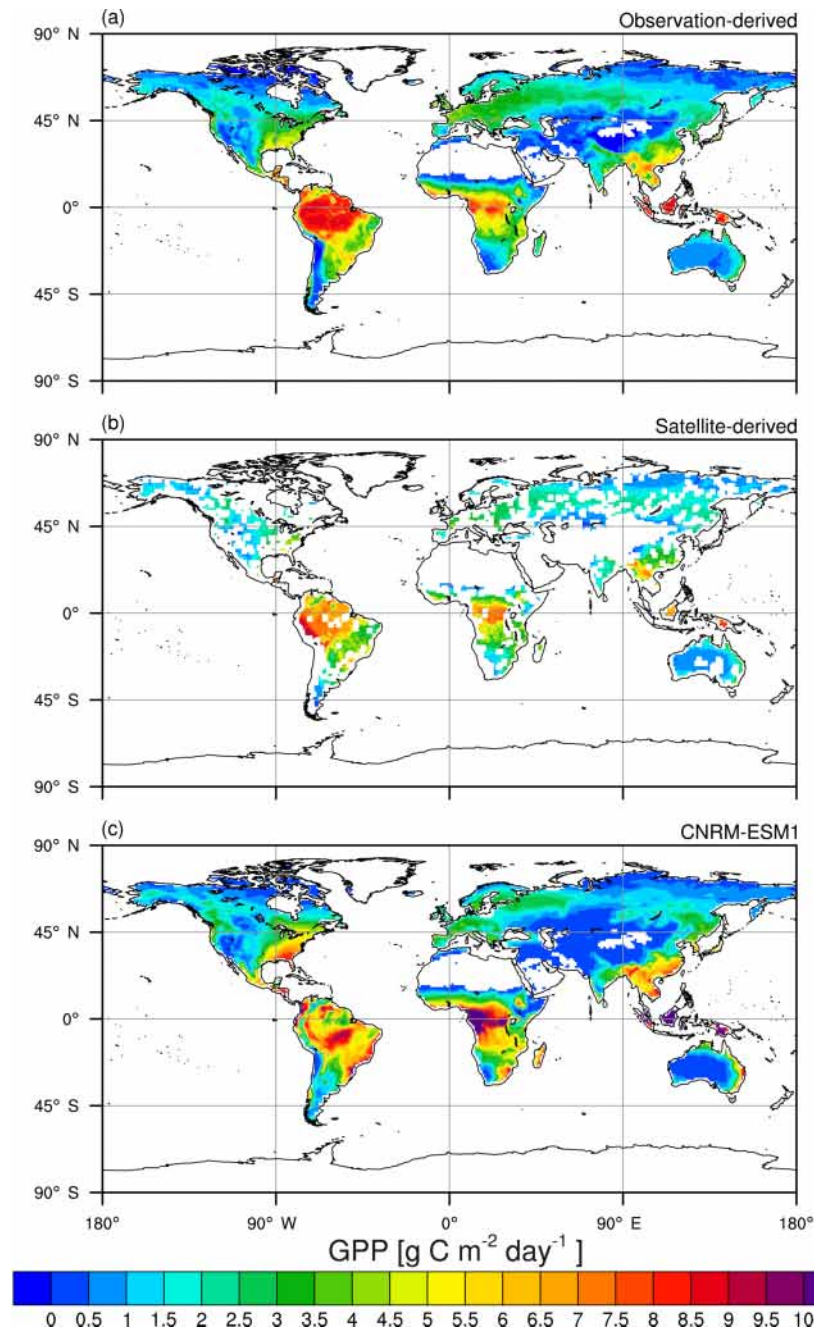 (a) Observation-derived
90° N
45° N
0°
45° S
90° S
(b) Satellite-derived
90° N
45° N
0°
45° S
90° S
(c) CNRM-ESM1
90° N
45° N
0°
45° S
90° S
180° 90° W 0° 90° E 180°
GPP [g C m⁻² day⁻¹ ]
0 0.5 1 1.5 2 2.5 3 3.5 4 4.5 5 5.5 6 6.5 7 7.5 8 8.5 9 9.5 10